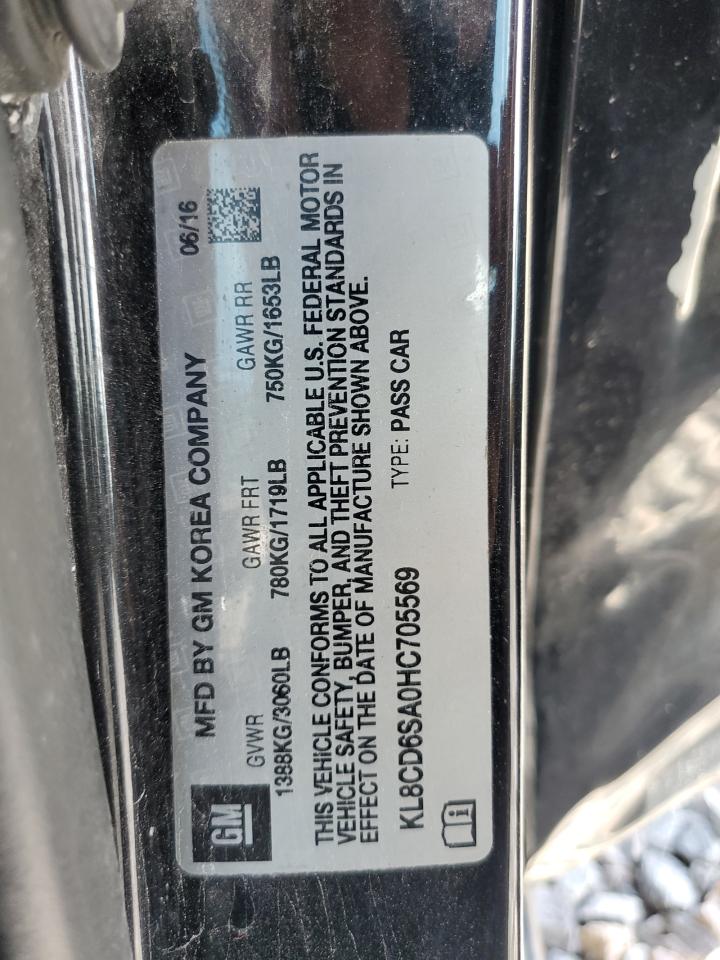 GM
MFD BY GM KOREA COMPANY 06/16
GVWR GAWR FRT GAWR RR
1388KG/3060LB 780KG/1719LB 750KG/1653LB
THIS VEHICLE CONFORMS TO ALL APPLICABLE U.S. FEDERAL MOTOR
VEHICLE SAFETY, BUMPER, AND THEFT PREVENTION STANDARDS IN
EFFECT ON THE DATE OF MANUFACTURE SHOWN ABOVE.
KL8CD6SA0HC705569 TYPE: PASS CAR